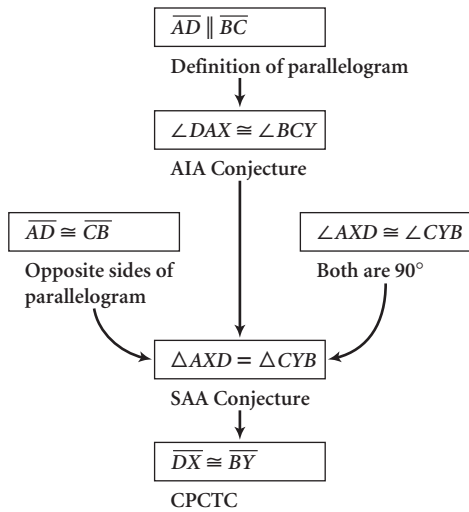 AD ∥ BC
Definition of parallelogram
∠DAX ≅ ∠BCY
AIA Conjecture
AD ≅ CB
Opposite sides of
parallelogram
∠AXD ≅ ∠CYB
Both are 90°
△AXD = △CYB
SAA Conjecture
DX ≅ BY
CPCTC